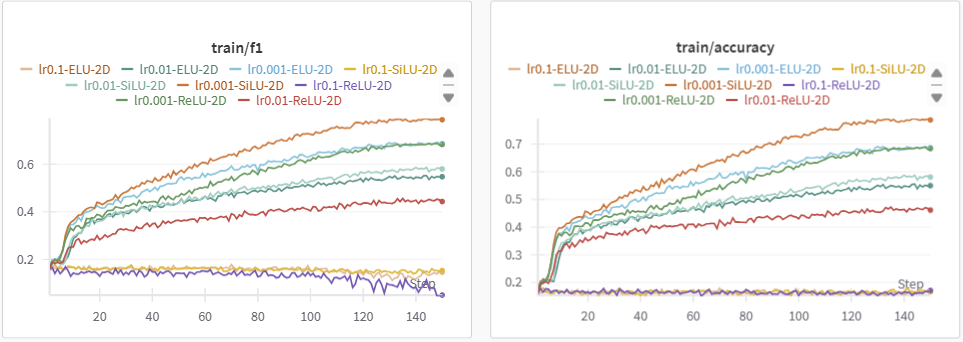 train/f1
lr0.1-ELU-2D lr0.01-ELU-2D lr0.001-ELU-2D lr0.1-SiLU-2D
lr0.01-SiLU-2D lr0.001-SiLU-2D lr0.1-ReLU-2D
lr0.001-ReLU-2D lr0.01-ReLU-2D
0.6
0.4
0.2
Step
20 40 60 80 100 120 140
train/accuracy
lr0.1-ELU-2D lr0.01-ELU-2D lr0.001-ELU-2D lr0.1-SiLU-2D
lr0.01-SiLU-2D lr0.001-SiLU-2D lr0.1-ReLU-2D
lr0.001-ReLU-2D lr0.01-ReLU-2D
0.7
0.6
0.5
0.4
0.3
0.2
Step
20 40 60 80 100 120 140